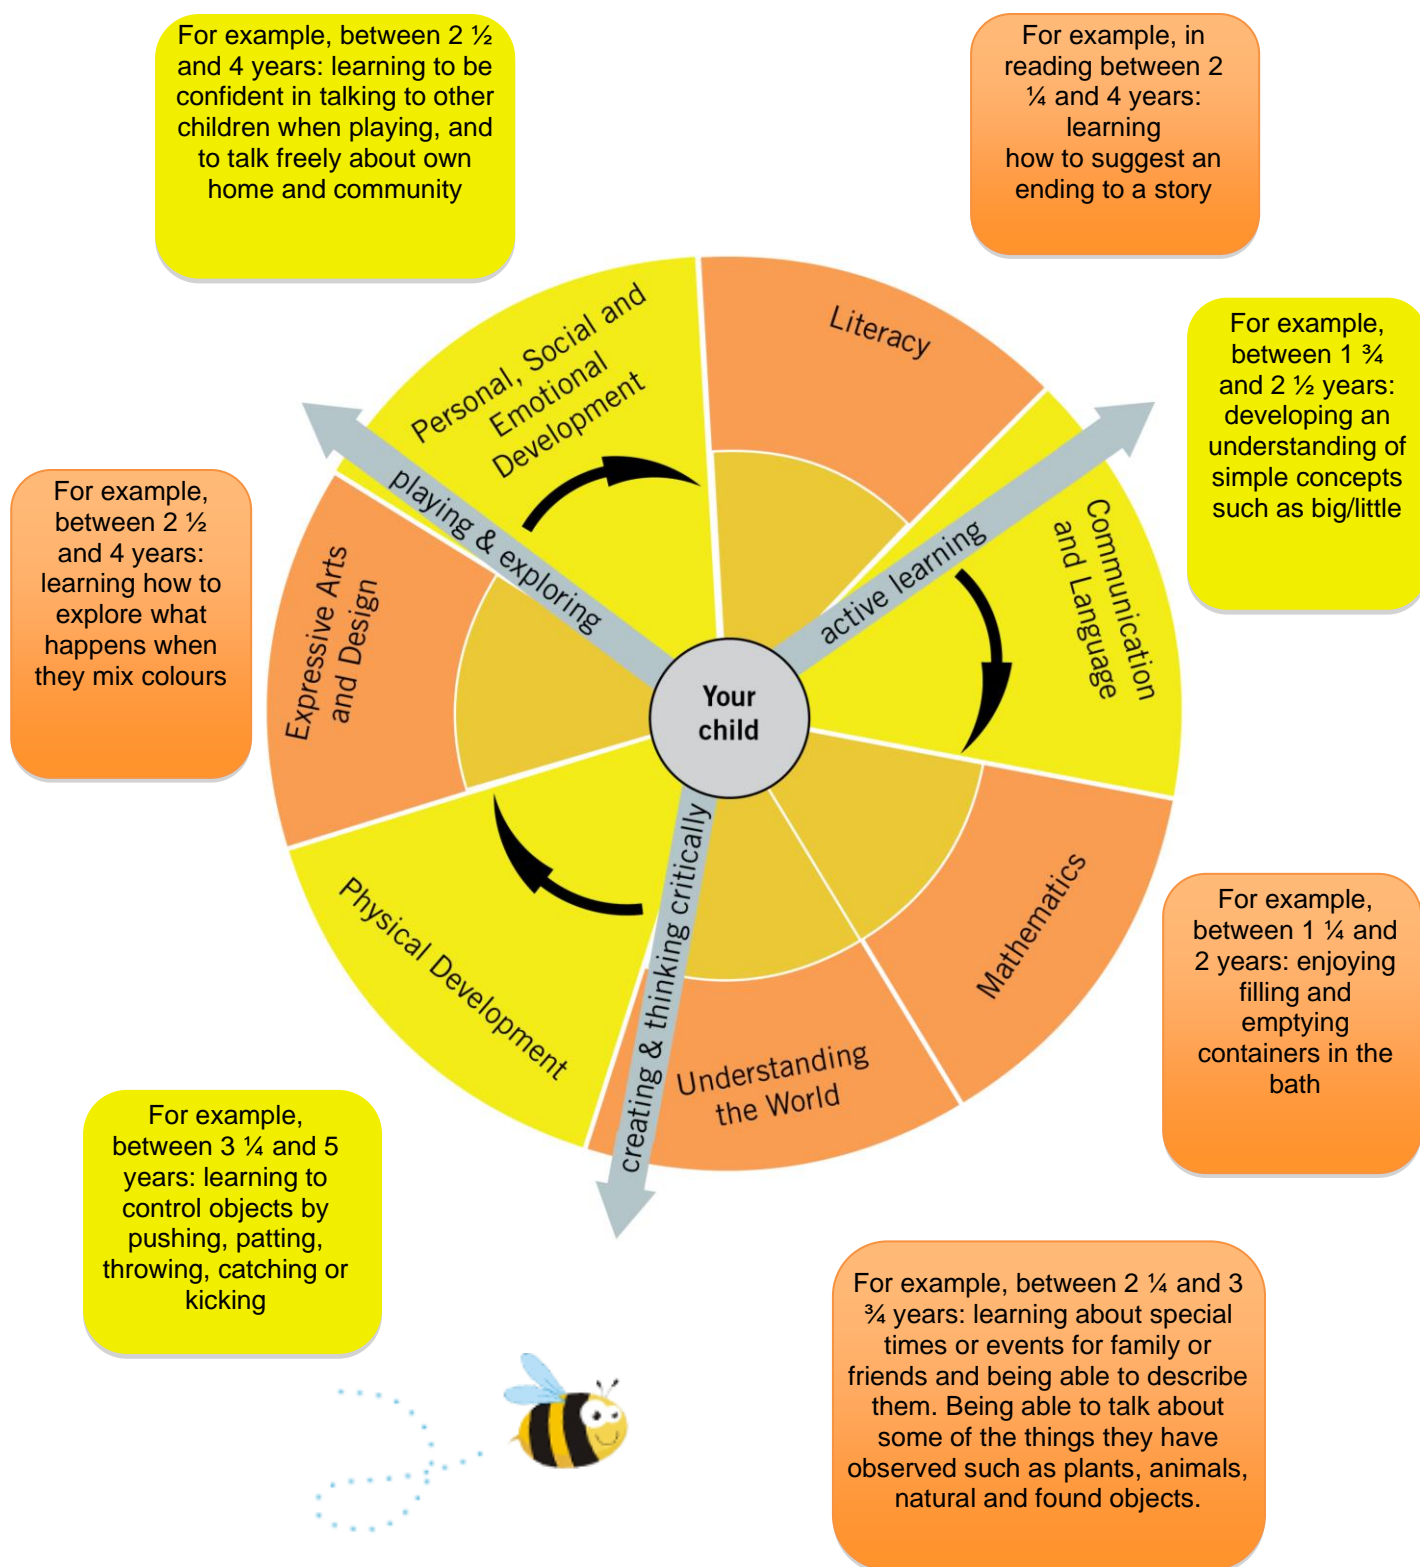 For example, between 2 ½
and 4 years: learning to be
confident in talking to other
children when playing, and
to talk freely about own
home and community
For example, in
reading between 2
¼ and 4 years:
learning
how to suggest an
ending to a story
For example,
between 1 ¾
and 2 ½ years:
developing an
understanding of
simple concepts
such as big/little
Personal, Social and
Emotional
Development
Literacy
playing & exploring
active learning
Communication
and Language
For example,
between 2 ½
and 4 years:
learning how to
explore what
happens when
they mix colours
Expressive Arts
and Design
Your
child
Physical Development
creating & thinking critically
Understanding
the World
Mathematics
For example,
between 1 ¼ and
2 years: enjoying
filling and
emptying
containers in the
bath
For example,
between 3 ¼ and 5
years: learning to
control objects by
pushing, patting,
throwing, catching or
kicking
For example, between 2 ¼ and 3
¾ years: learning about special
times or events for family or
friends and being able to describe
them. Being able to talk about
some of the things they have
observed such as plants, animals,
natural and found objects.